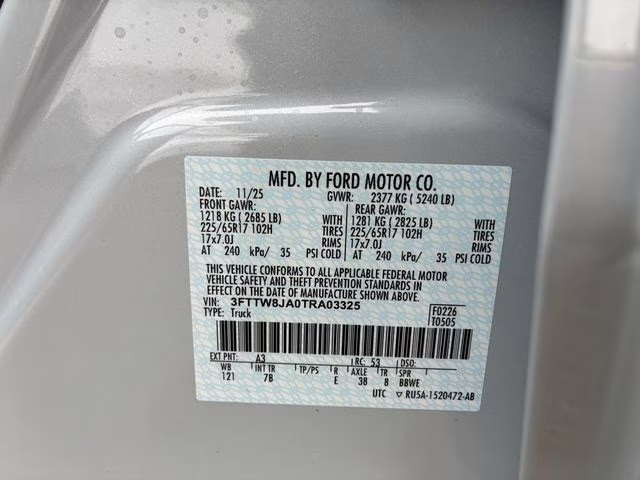 MFD. BY FORD MOTOR CO.
DATE: 11/25 GVWR: 2377 KG ( 5240 LB)
FRONT GAWR: REAR GAWR:
1218 KG ( 2685 LB) 1281 KG ( 2825 LB)
225/65R17 102H WITH TIRES 225/65R17 102H WITH TIRES
17x7.0J RIMS 17x7.0J RIMS
AT 240 kPa/ 35 PSI COLD AT 240 kPa/ 35 PSI COLD
THIS VEHICLE CONFORMS TO ALL APPLICABLE FEDERAL MOTOR
VEHICLE SAFETY AND THEFT PREVENTION STANDARDS IN
EFFECT ON THE DATE OF MANUFACTURE SHOWN ABOVE.
VIN: 3FTTW8JA0TRA03325 F0226
TYPE: Truck T0505
EXT PNT: A3 RC: 53 DSO:
WB INT TR TP/PS R AXLE TR SPR
121 7B E 38 8 BBWE
UTC ▽ RU5A-1520472-AB